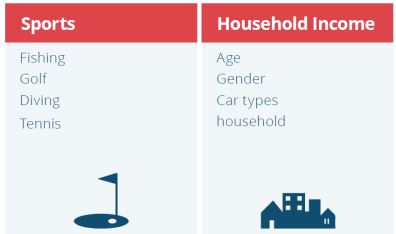 Sports
Fishing
Golf
Diving
Tennis
Household Income
Age
Gender
Car types
household